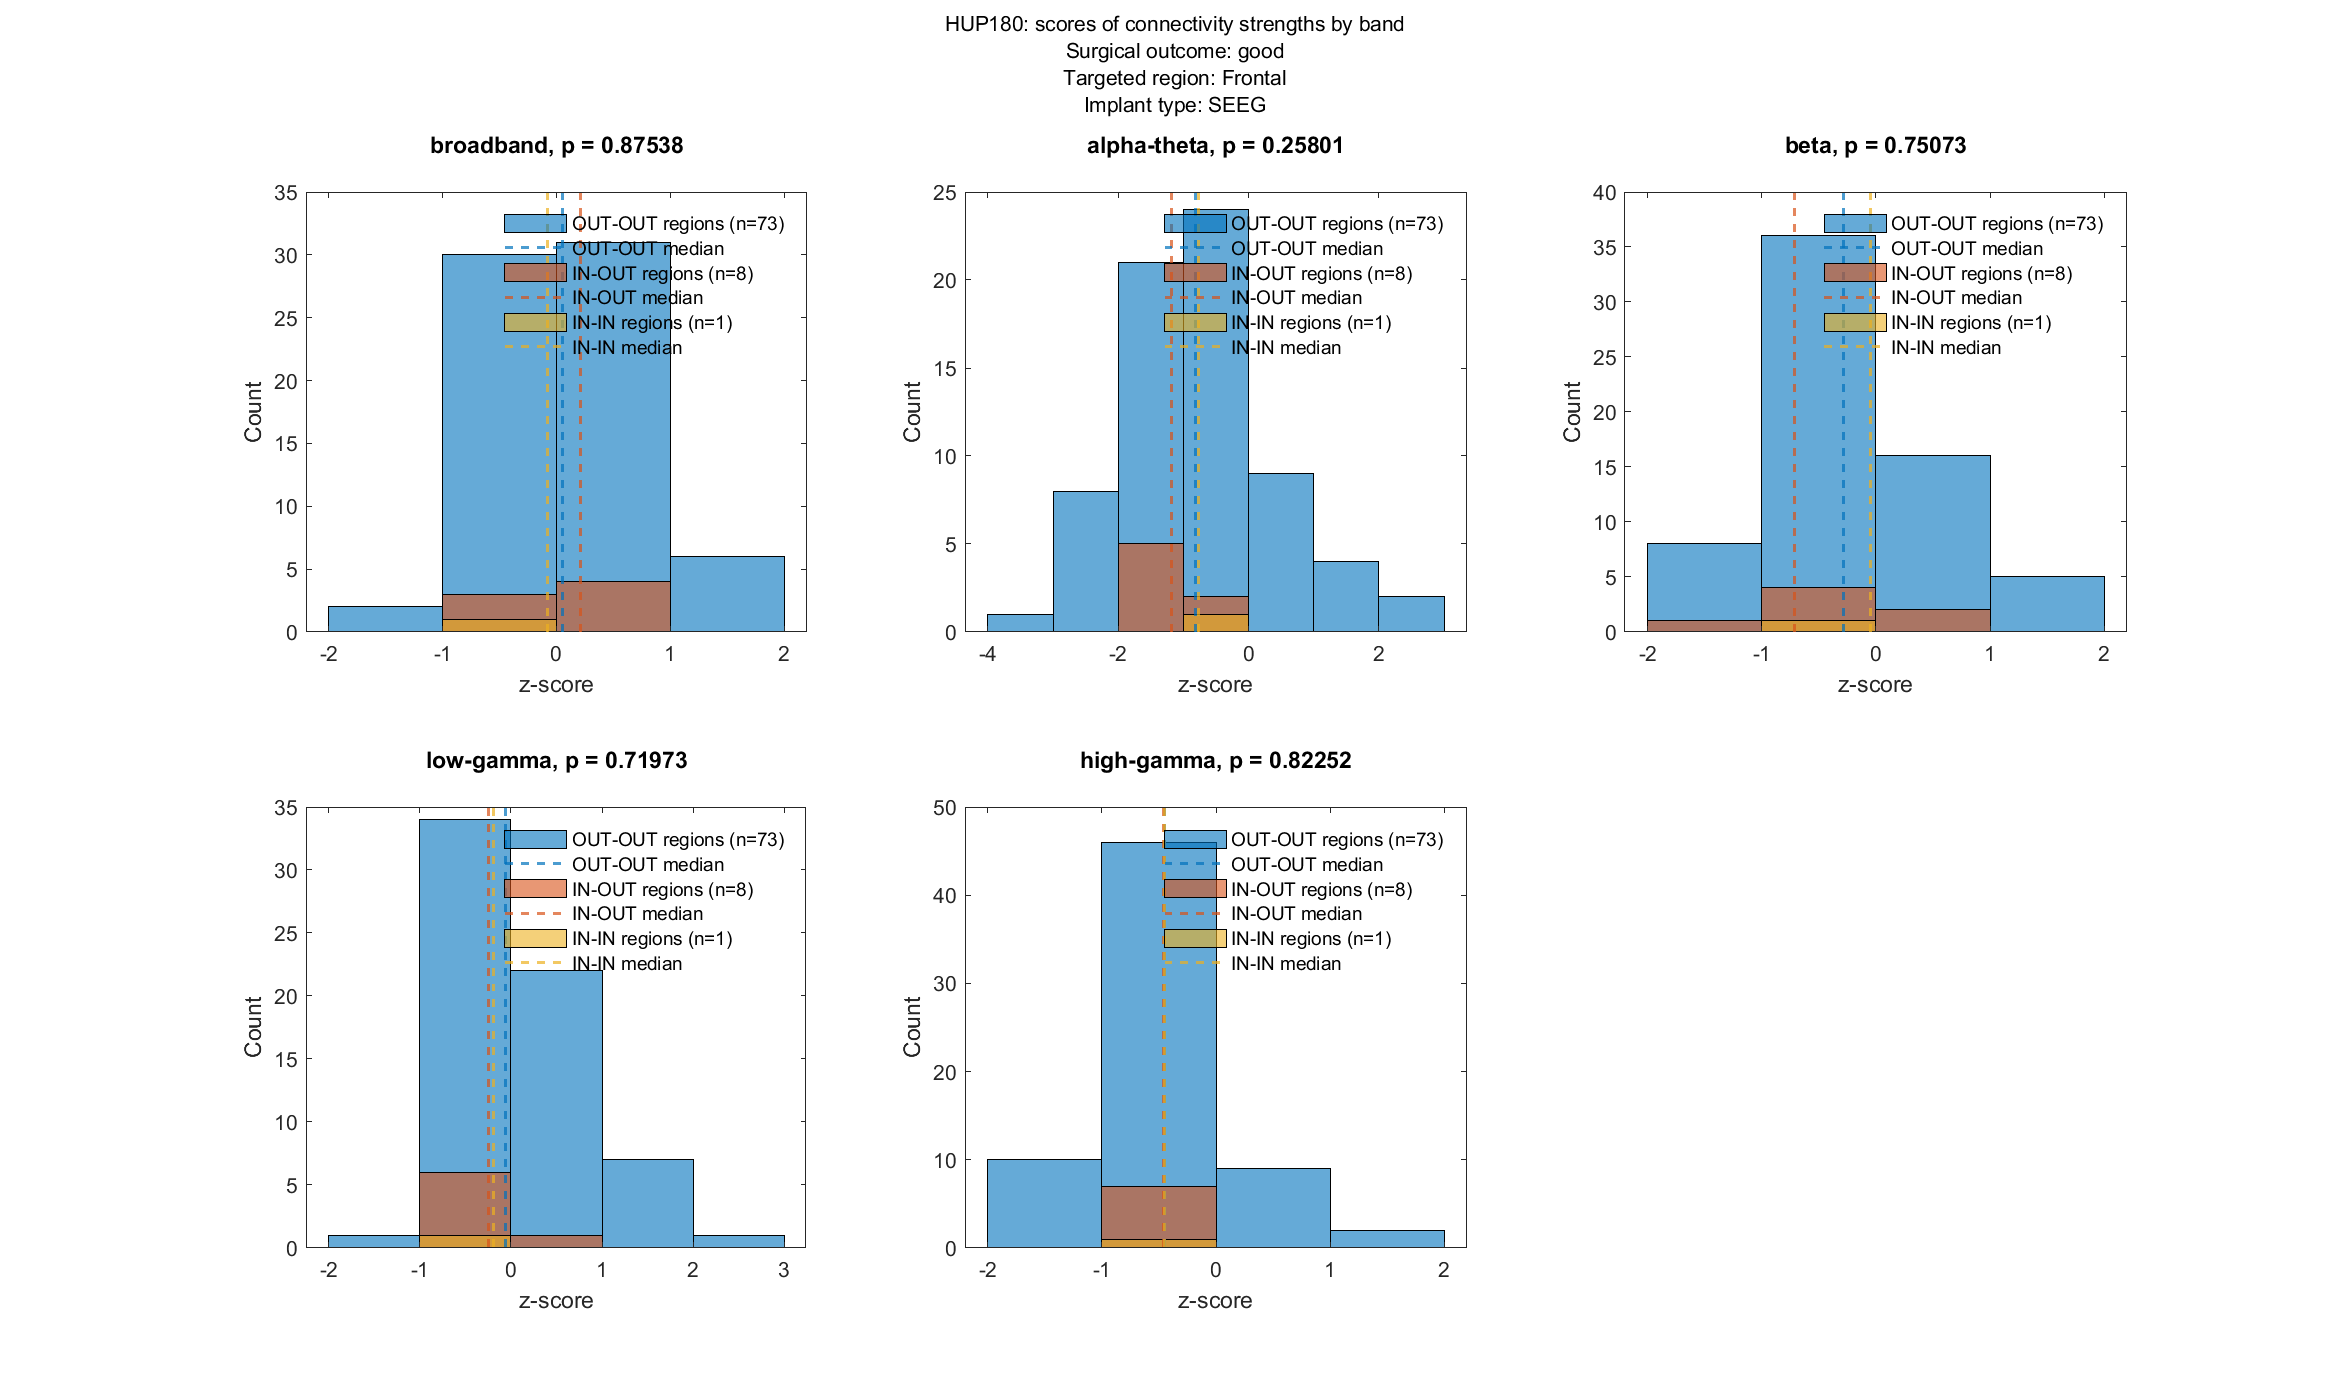 HUP180: scores of connectivity strengths by band
Surgical outcome: good
Targeted region: Frontal
Implant type: SEEG
broadband, p = 0.87538
35
30
25
20
15
10
5
0
Count
OUT-OUT regions (n=73)
OUT-OUT median
IN-OUT regions (n=8)
IN-OUT median
IN-IN regions (n=1)
IN-IN median
-2 -1 0 1 2
z-score
alpha-theta, p = 0.25801
25
20
15
10
5
0
Count
OUT-OUT regions (n=73)
OUT-OUT median
IN-OUT regions (n=8)
IN-OUT median
IN-IN regions (n=1)
IN-IN median
-4 -2 0 2
z-score
beta, p = 0.75073
40
35
30
25
20
15
10
5
0
Count
OUT-OUT regions (n=73)
OUT-OUT median
IN-OUT regions (n=8)
IN-OUT median
IN-IN regions (n=1)
IN-IN median
-2 -1 0 1 2
z-score
low-gamma, p = 0.71973
35
30
25
20
15
10
5
0
Count
OUT-OUT regions (n=73)
OUT-OUT median
IN-OUT regions (n=8)
IN-OUT median
IN-IN regions (n=1)
IN-IN median
-2 -1 0 1 2 3
z-score
high-gamma, p = 0.82252
50
40
30
20
10
0
Count
OUT-OUT regions (n=73)
OUT-OUT median
IN-OUT regions (n=8)
IN-OUT median
IN-IN regions (n=1)
IN-IN median
-2 -1 0 1 2
z-score